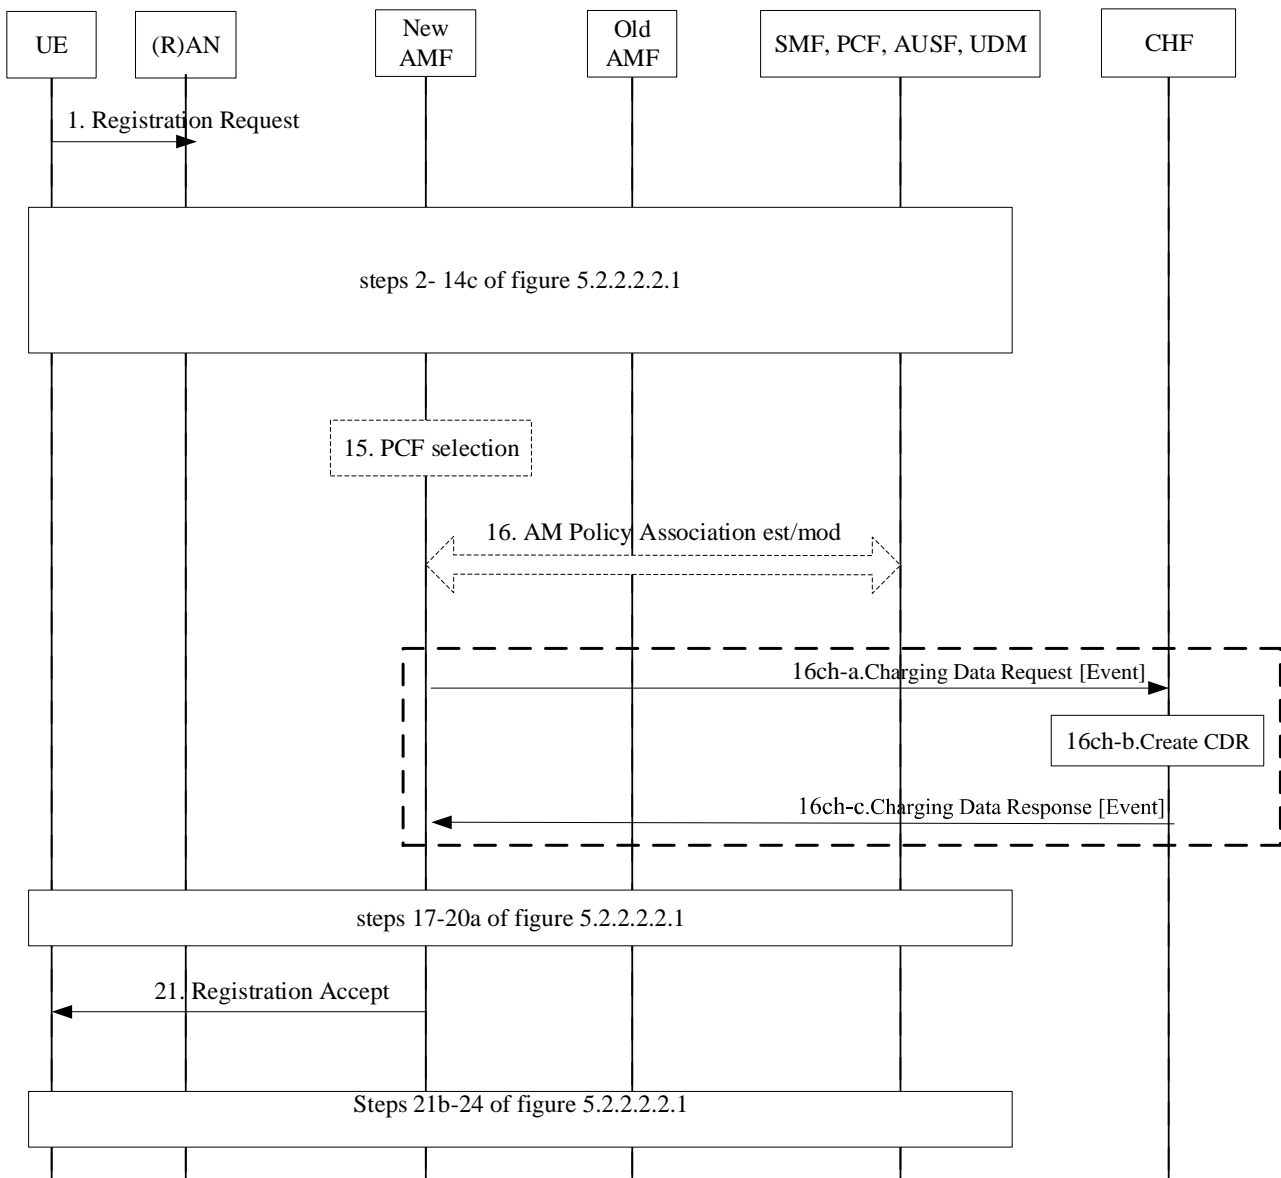 UE
(R)AN
New
AMF
Old
AMF
SMF, PCF, AUSF, UDM
CHF
1. Registration Request
steps 2- 14c of figure 5.2.2.2.2.1
15. PCF selection
16. AM Policy Association est/mod
16ch-a.Charging Data Request [Event]
16ch-b.Create CDR
16ch-c.Charging Data Response [Event]
steps 17-20a of figure 5.2.2.2.2.1
21. Registration Accept
Steps 21b-24 of figure 5.2.2.2.2.1